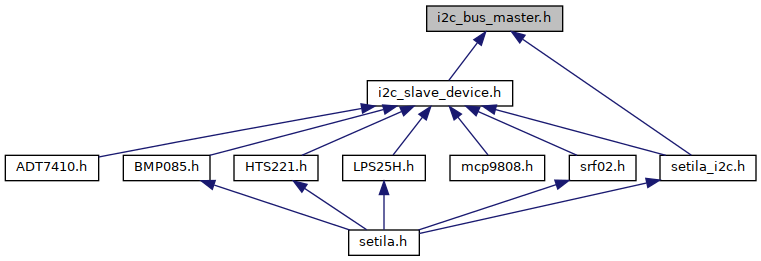 i2c_bus_master.h
i2c_slave_device.h
ADT7410.h
BMP085.h
HTS221.h
LPS25H.h
mcp9808.h
srf02.h
setila_i2c.h
setila.h